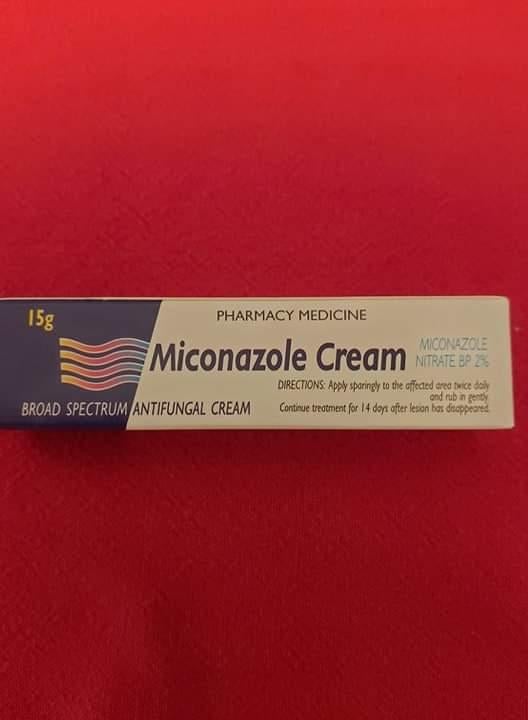 15g
PHARMACY MEDICINE
Miconazole Cream
MICONAZOLE
NITRATE BP 2%
DIRECTIONS: Apply sparingly to the affected area twice daily
and rub in gently.
Continue treatment for 14 days after lesion has disappeared.
BROAD SPECTRUM ANTIFUNGAL CREAM